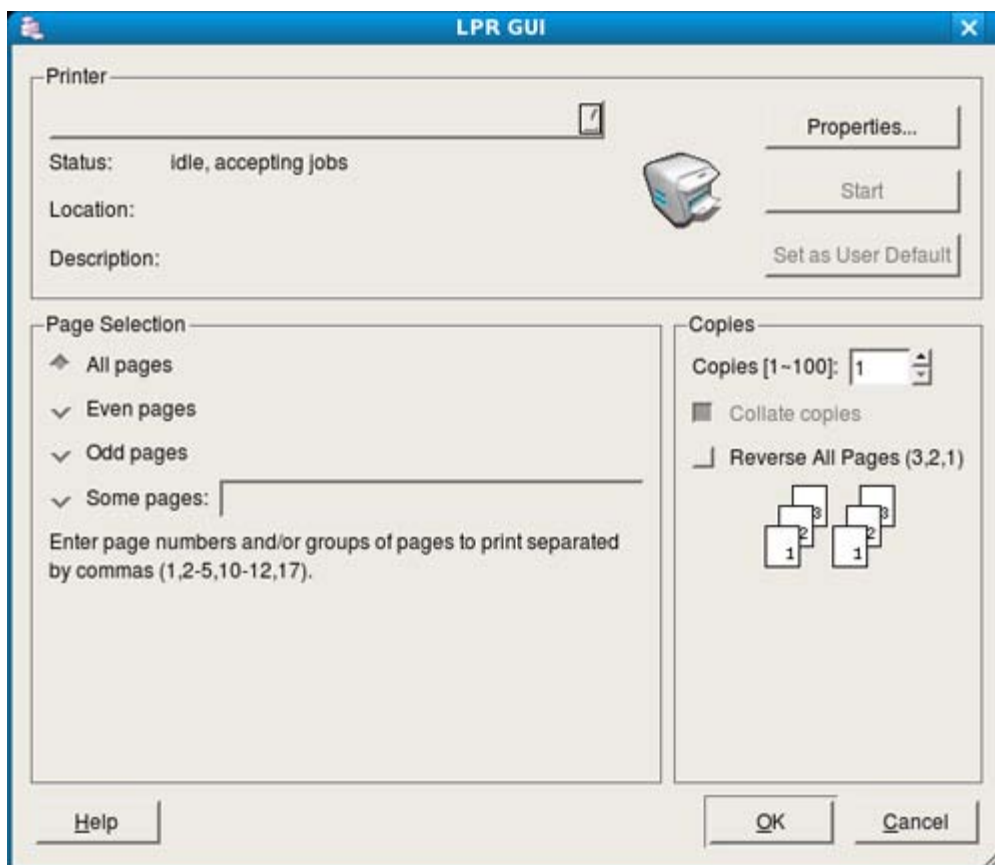 LPR GUI
Printer
Properties...
Status: idle, accepting jobs
Start
Location:
Set as User Default
Description:
Page Selection
All pages
Even pages
Odd pages
Some pages:
Enter page numbers and/or groups of pages to print separated
by commas (1,2-5,10-12,17).
Copies
Copies [1~100]: 1
Collate copies
Reverse All Pages (3,2,1)
3 3
2 2
1 1
Help
OK
Cancel